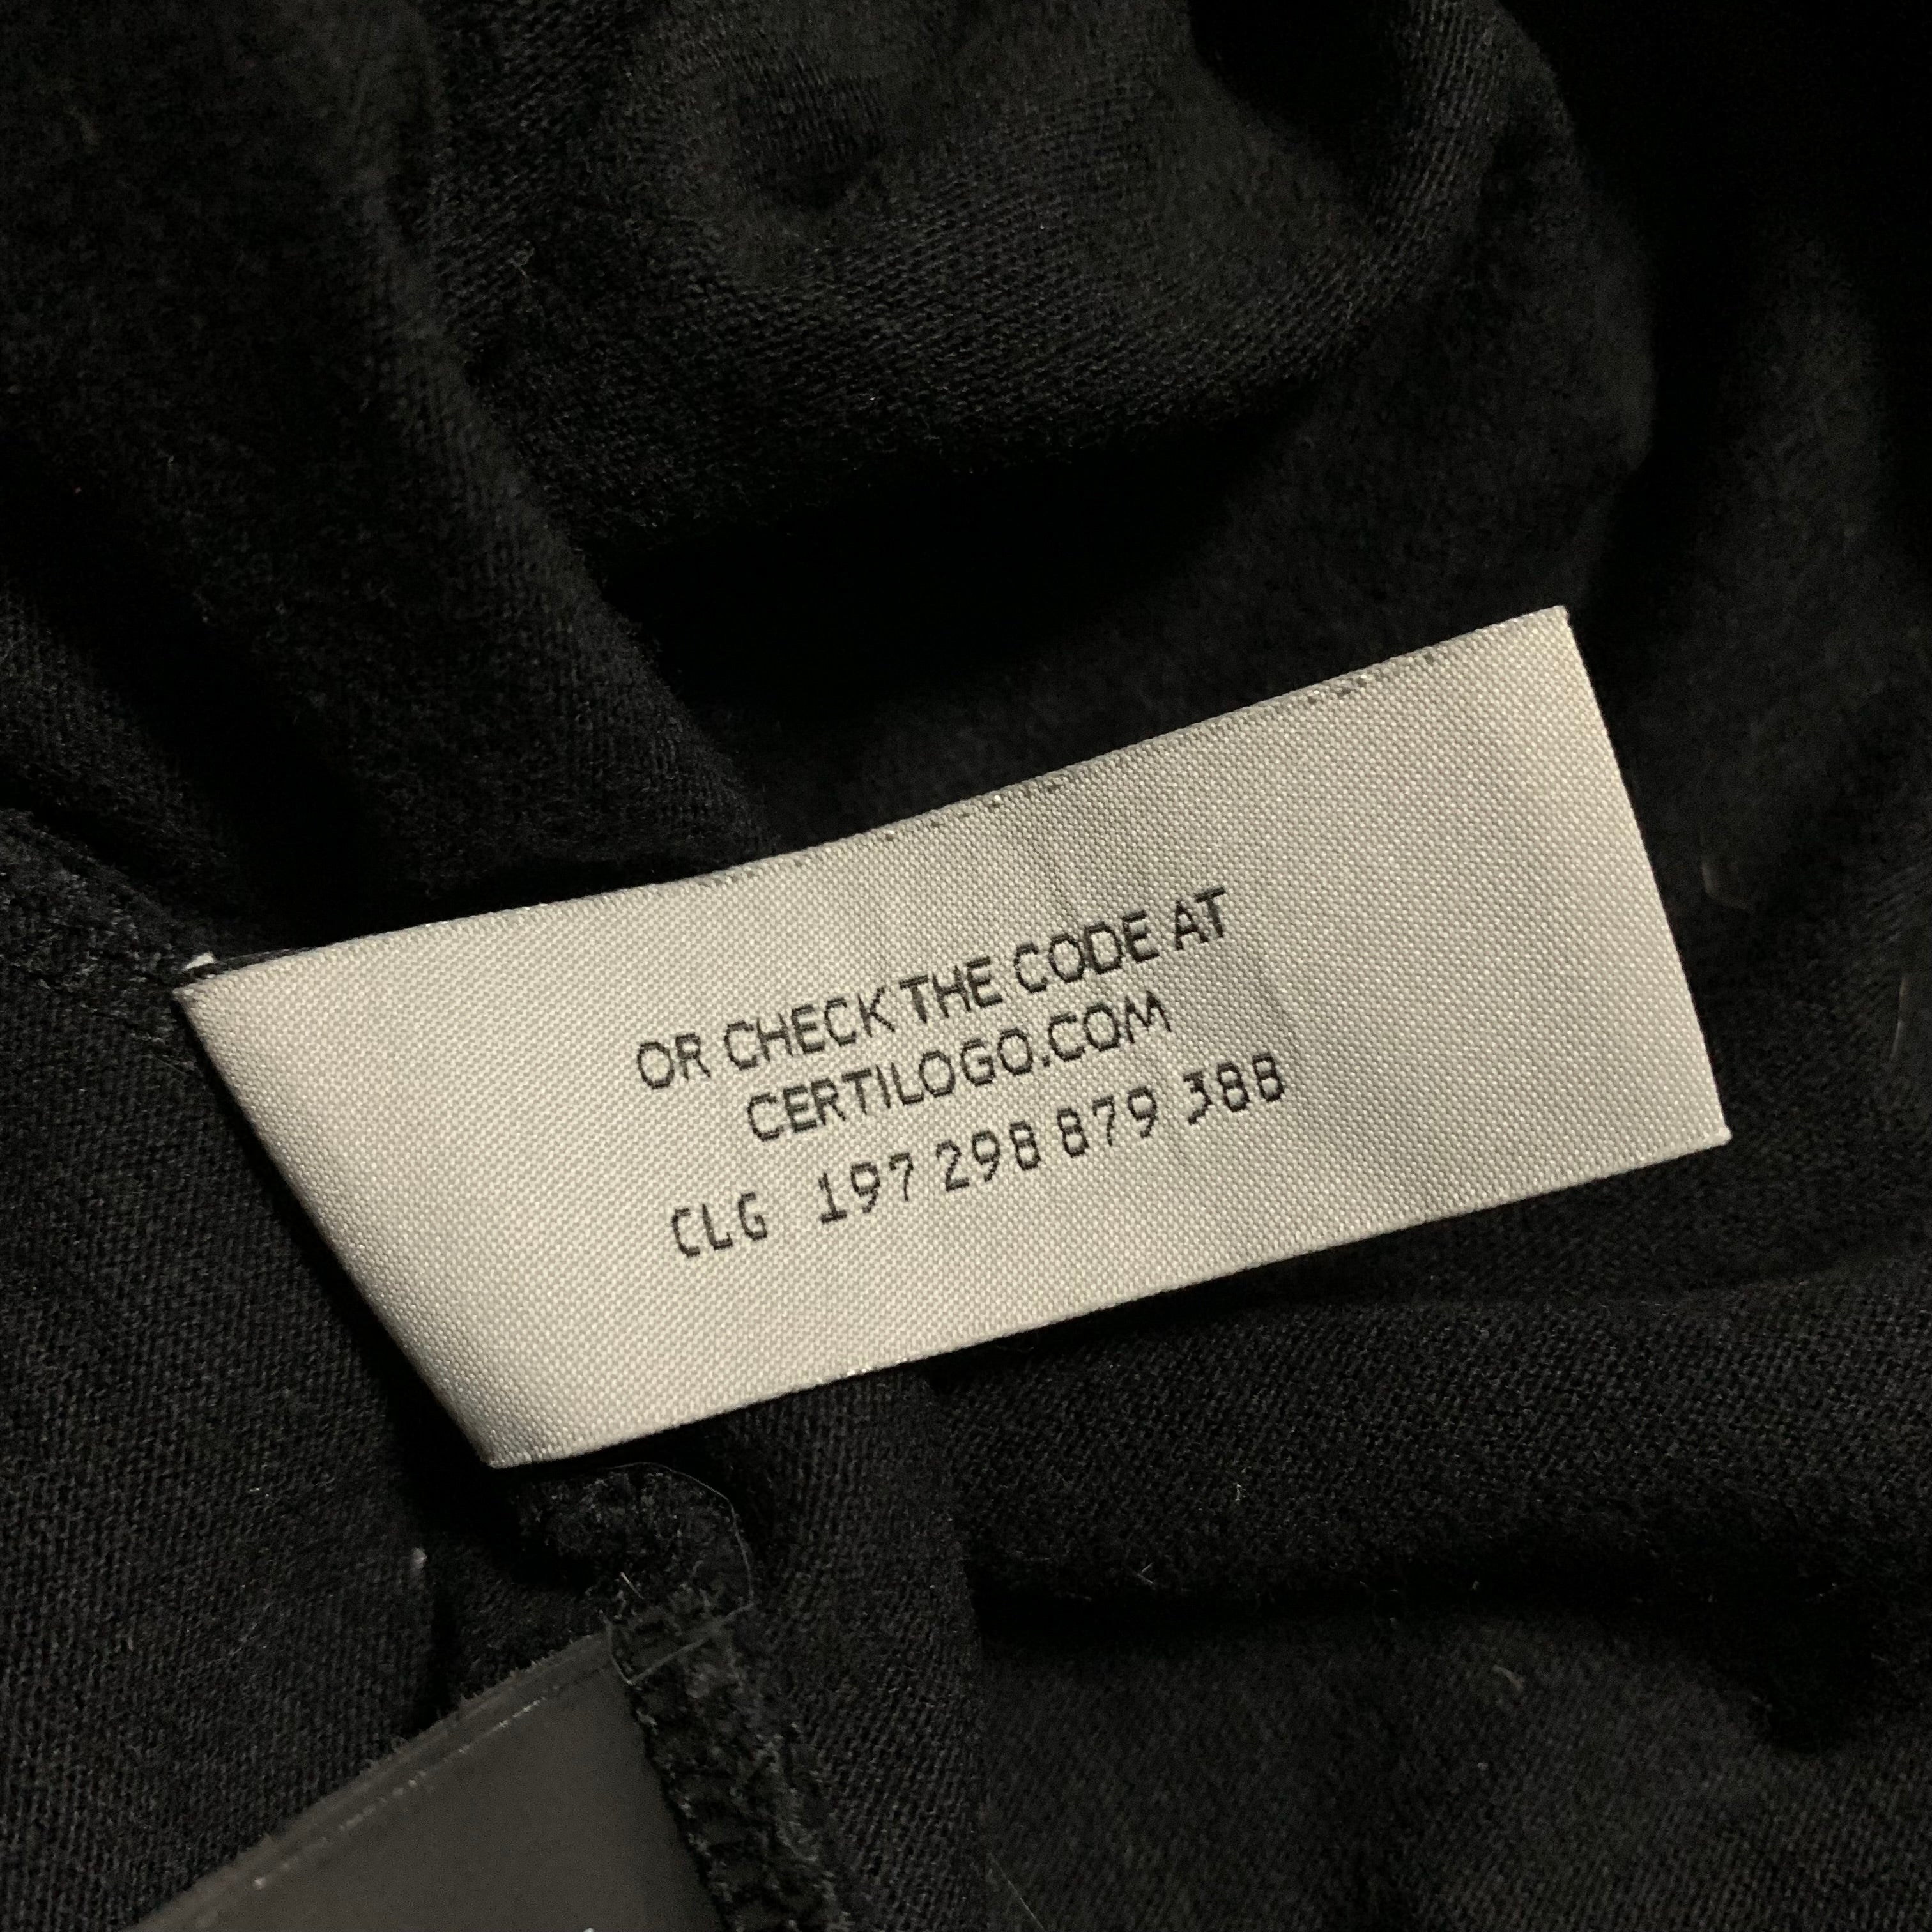 OR CHECK THE CODE AT
CERTILOGO.COM
CLG 197 298 879 388